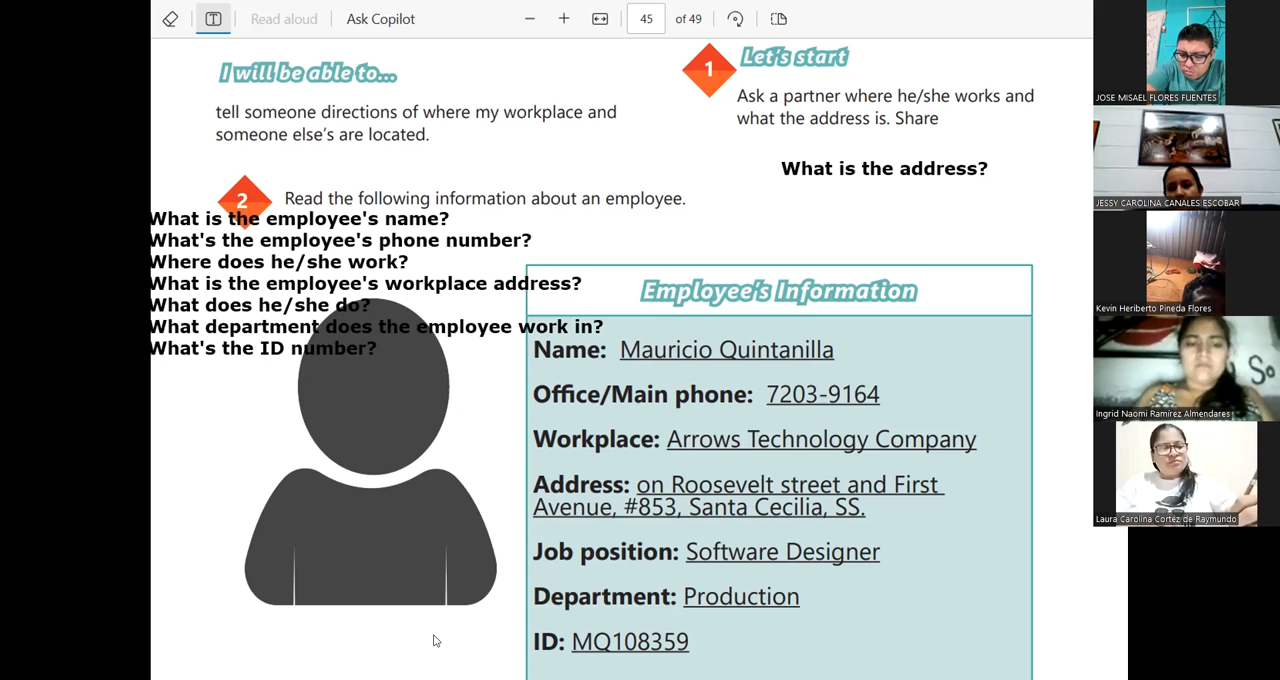 Read aloud
Ask Copilot
45
of 49
I will be able to...
tell someone directions of where my workplace and
someone else's are located.
1
Let's start
Ask a partner where he/she works and
what the address is. Share
What is the address?
2
Read the following information about an employee.
What is the employee's name?
What's the employee's phone number?
Where does he/she work?
What is the employee's workplace address?
What does he/she do?
What department does the employee work in?
What's the ID number?
Employee's Information
Name: Mauricio Quintanilla
Office/Main phone: 7203-9164
Workplace: Arrows Technology Company
Address: on Roosevelt street and First
Avenue, #853, Santa Cecilia, SS.
Job position: Software Designer
Department: Production
ID: MQ108359
JOSE MISAEL FLORES FUENTES
JESSY CAROLINA CANALES ESCOBAR
Kevin Heriberto Pineda Flores
So
Ingrid Naomi Ramírez Almendares
Laura Carolina Cortéz de Raymundo